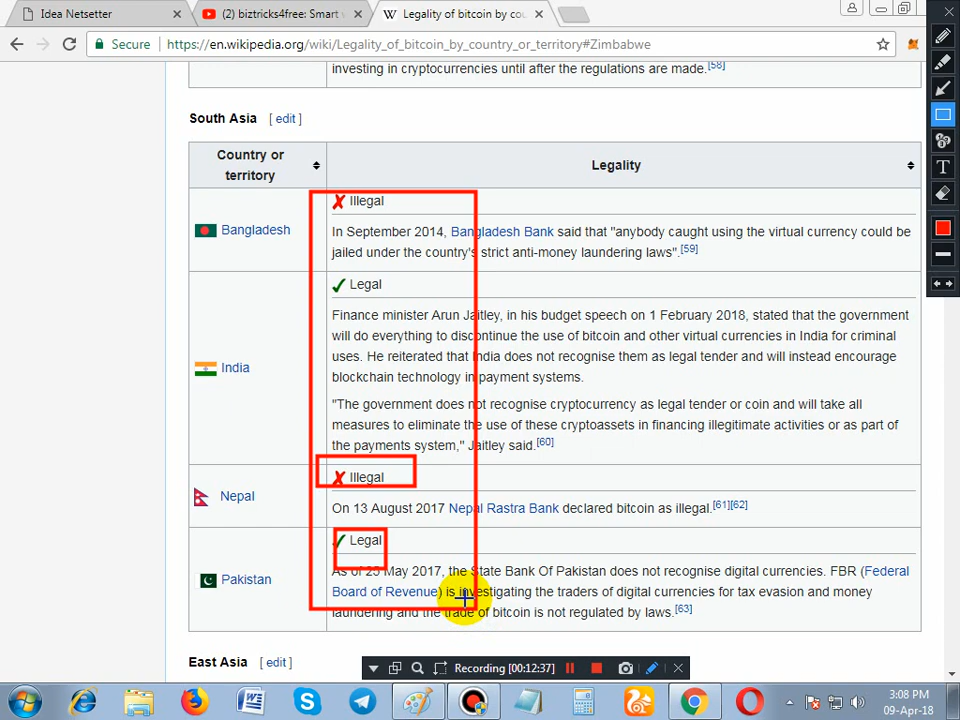 Idea Netsetter
(2) biztricks4free: Smart
Legality of bitcoin by cou
Secure
https://en.wikipedia.org/wiki/Legality_of_bitcoin_by_country_or_territory#Zimbabwe
investing in cryptocurrencies until after the regulations are made.[58]
South Asia [ edit ]
Country or
territory
Legality
Illegal
Bangladesh
In September 2014, Bangladesh Bank said that "anybody caught using the virtual currency could be
jailed under the country's strict anti-money laundering laws".[59]
Legal
India
Finance minister Arun Jaitley, in his budget speech on 1 February 2018, stated that the government
will do everything to discontinue the use of bitcoin and other virtual currencies in India for criminal
uses. He reiterated that India does not recognise them as legal tender and will instead encourage
blockchain technology in payment systems.
"The government does not recognise cryptocurrency as legal tender or coin and will take all
measures to eliminate the use of these cryptoassets in financing illegitimate activities or as part of
the payments system," Jaitley said.[60]
Illegal
Nepal
On 13 August 2017 Nepal Rastra Bank declared bitcoin as illegal.[61][62]
Legal
Pakistan
As of 25 May 2017, the State Bank Of Pakistan does not recognise digital currencies. FBR (Federal
Board of Revenue) is investigating the traders of digital currencies for tax evasion and money
laundering and the trade of bitcoin is not regulated by laws.[63]
East Asia [ edit ]
Recording [00:12:37]
3:08 PM
09-Apr-18